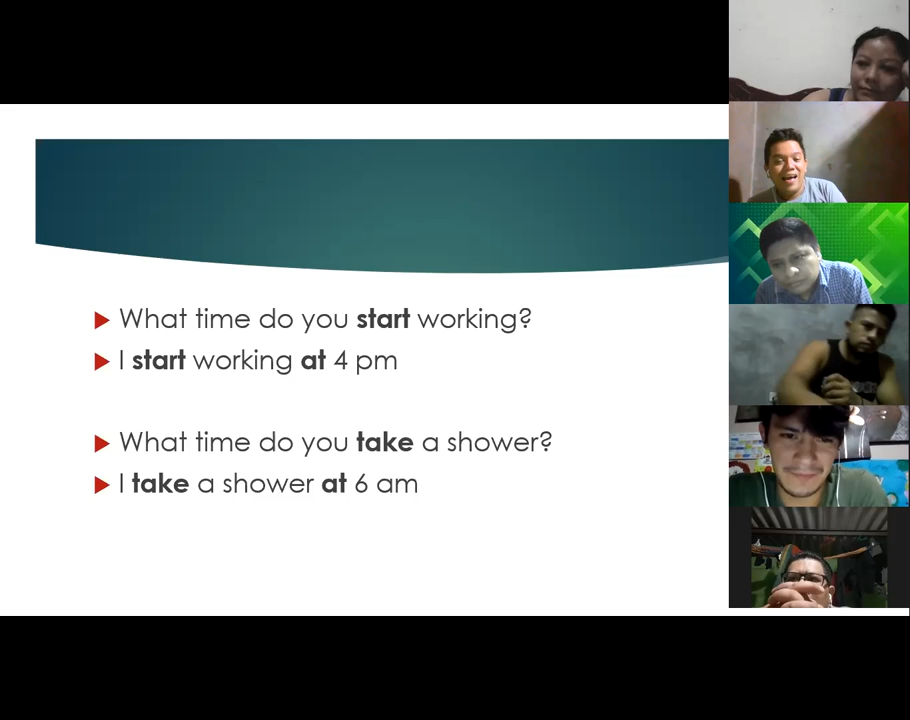 What time do you start working?
I start working at 4 pm
What time do you take a shower?
I take a shower at 6 am